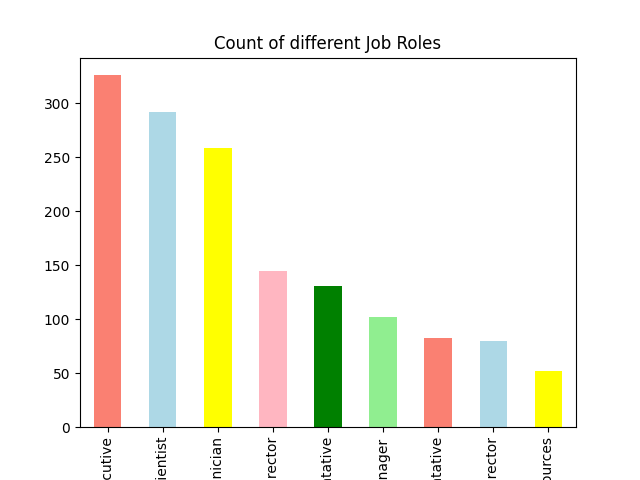 Count of different Job Roles
300
250
200
150
100
50
0
cutive
ientist
nician
rector
tative
nager
tative
rector
ources